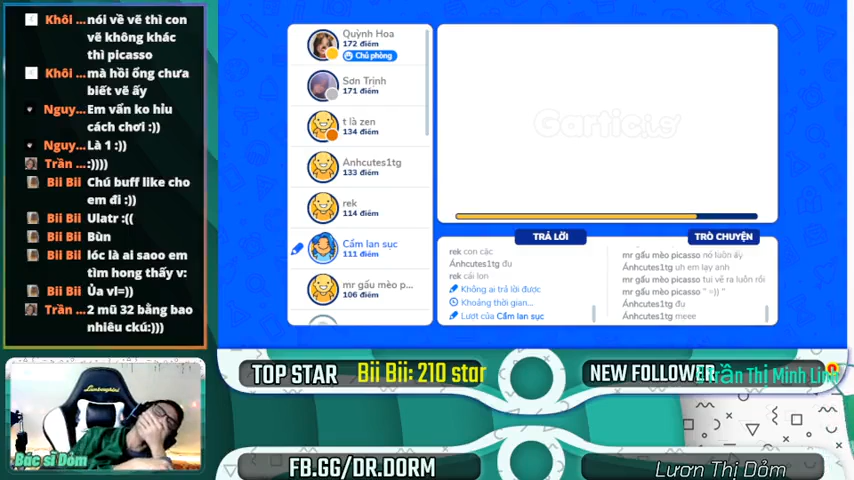 Khôi ... nói về vẽ thì con
vẽ không khác
thì picasso
Khôi ... mà hồi ổng chưa
biết vẽ ấy
Nguy... Em vẩn ko hỉu
cách chơi :))
Nguy... Là 1 :))
Trần ... :))))
Bii Bii Chú buff like cho
em đi :))
Bii Bii Ulatr :((
Bii Bii Bùn
Bii Bii lóc là ai saoo em
tìm hong thấy v:
Bii Bii Ủa vl=))
Trần ... 2 mũ 32 bằng bao
nhiêu ckú:)))
Quỳnh Hoa
172 điểm
Chủ phòng
Sơn Trịnh
171 điểm
t là zen
134 điểm
Ánhcutes1tg
133 điểm
rek
114 điểm
Cẩm lan sục
111 điểm
mr gấu mèo p...
106 điểm
Gartic.io
TRẢ LỜI
TRÒ CHUYỆN
rek con cặc
Ánhcutes1tg đu
rek cái lon
Không ai trả lời được
Khoảng thời gian...
Lượt của Cẩm lan sục
mr gấu mèo picasso nó luôn ấy
Ánhcutes1tg uh em lạy anh
mr gấu mèo picasso tui vẽ ra luôn rồi
mr gấu mèo picasso " =)) "
Ánhcutes1tg đu
Ánhcutes1tg meee
TOP STAR
Bii Bii: 210 star
NEW FOLLOWER
Trần Thị Minh Linh
Lamborghini
Bác sĩ Dỏm
FB.GG/DR.DORM
Lươn Thị Dỏm